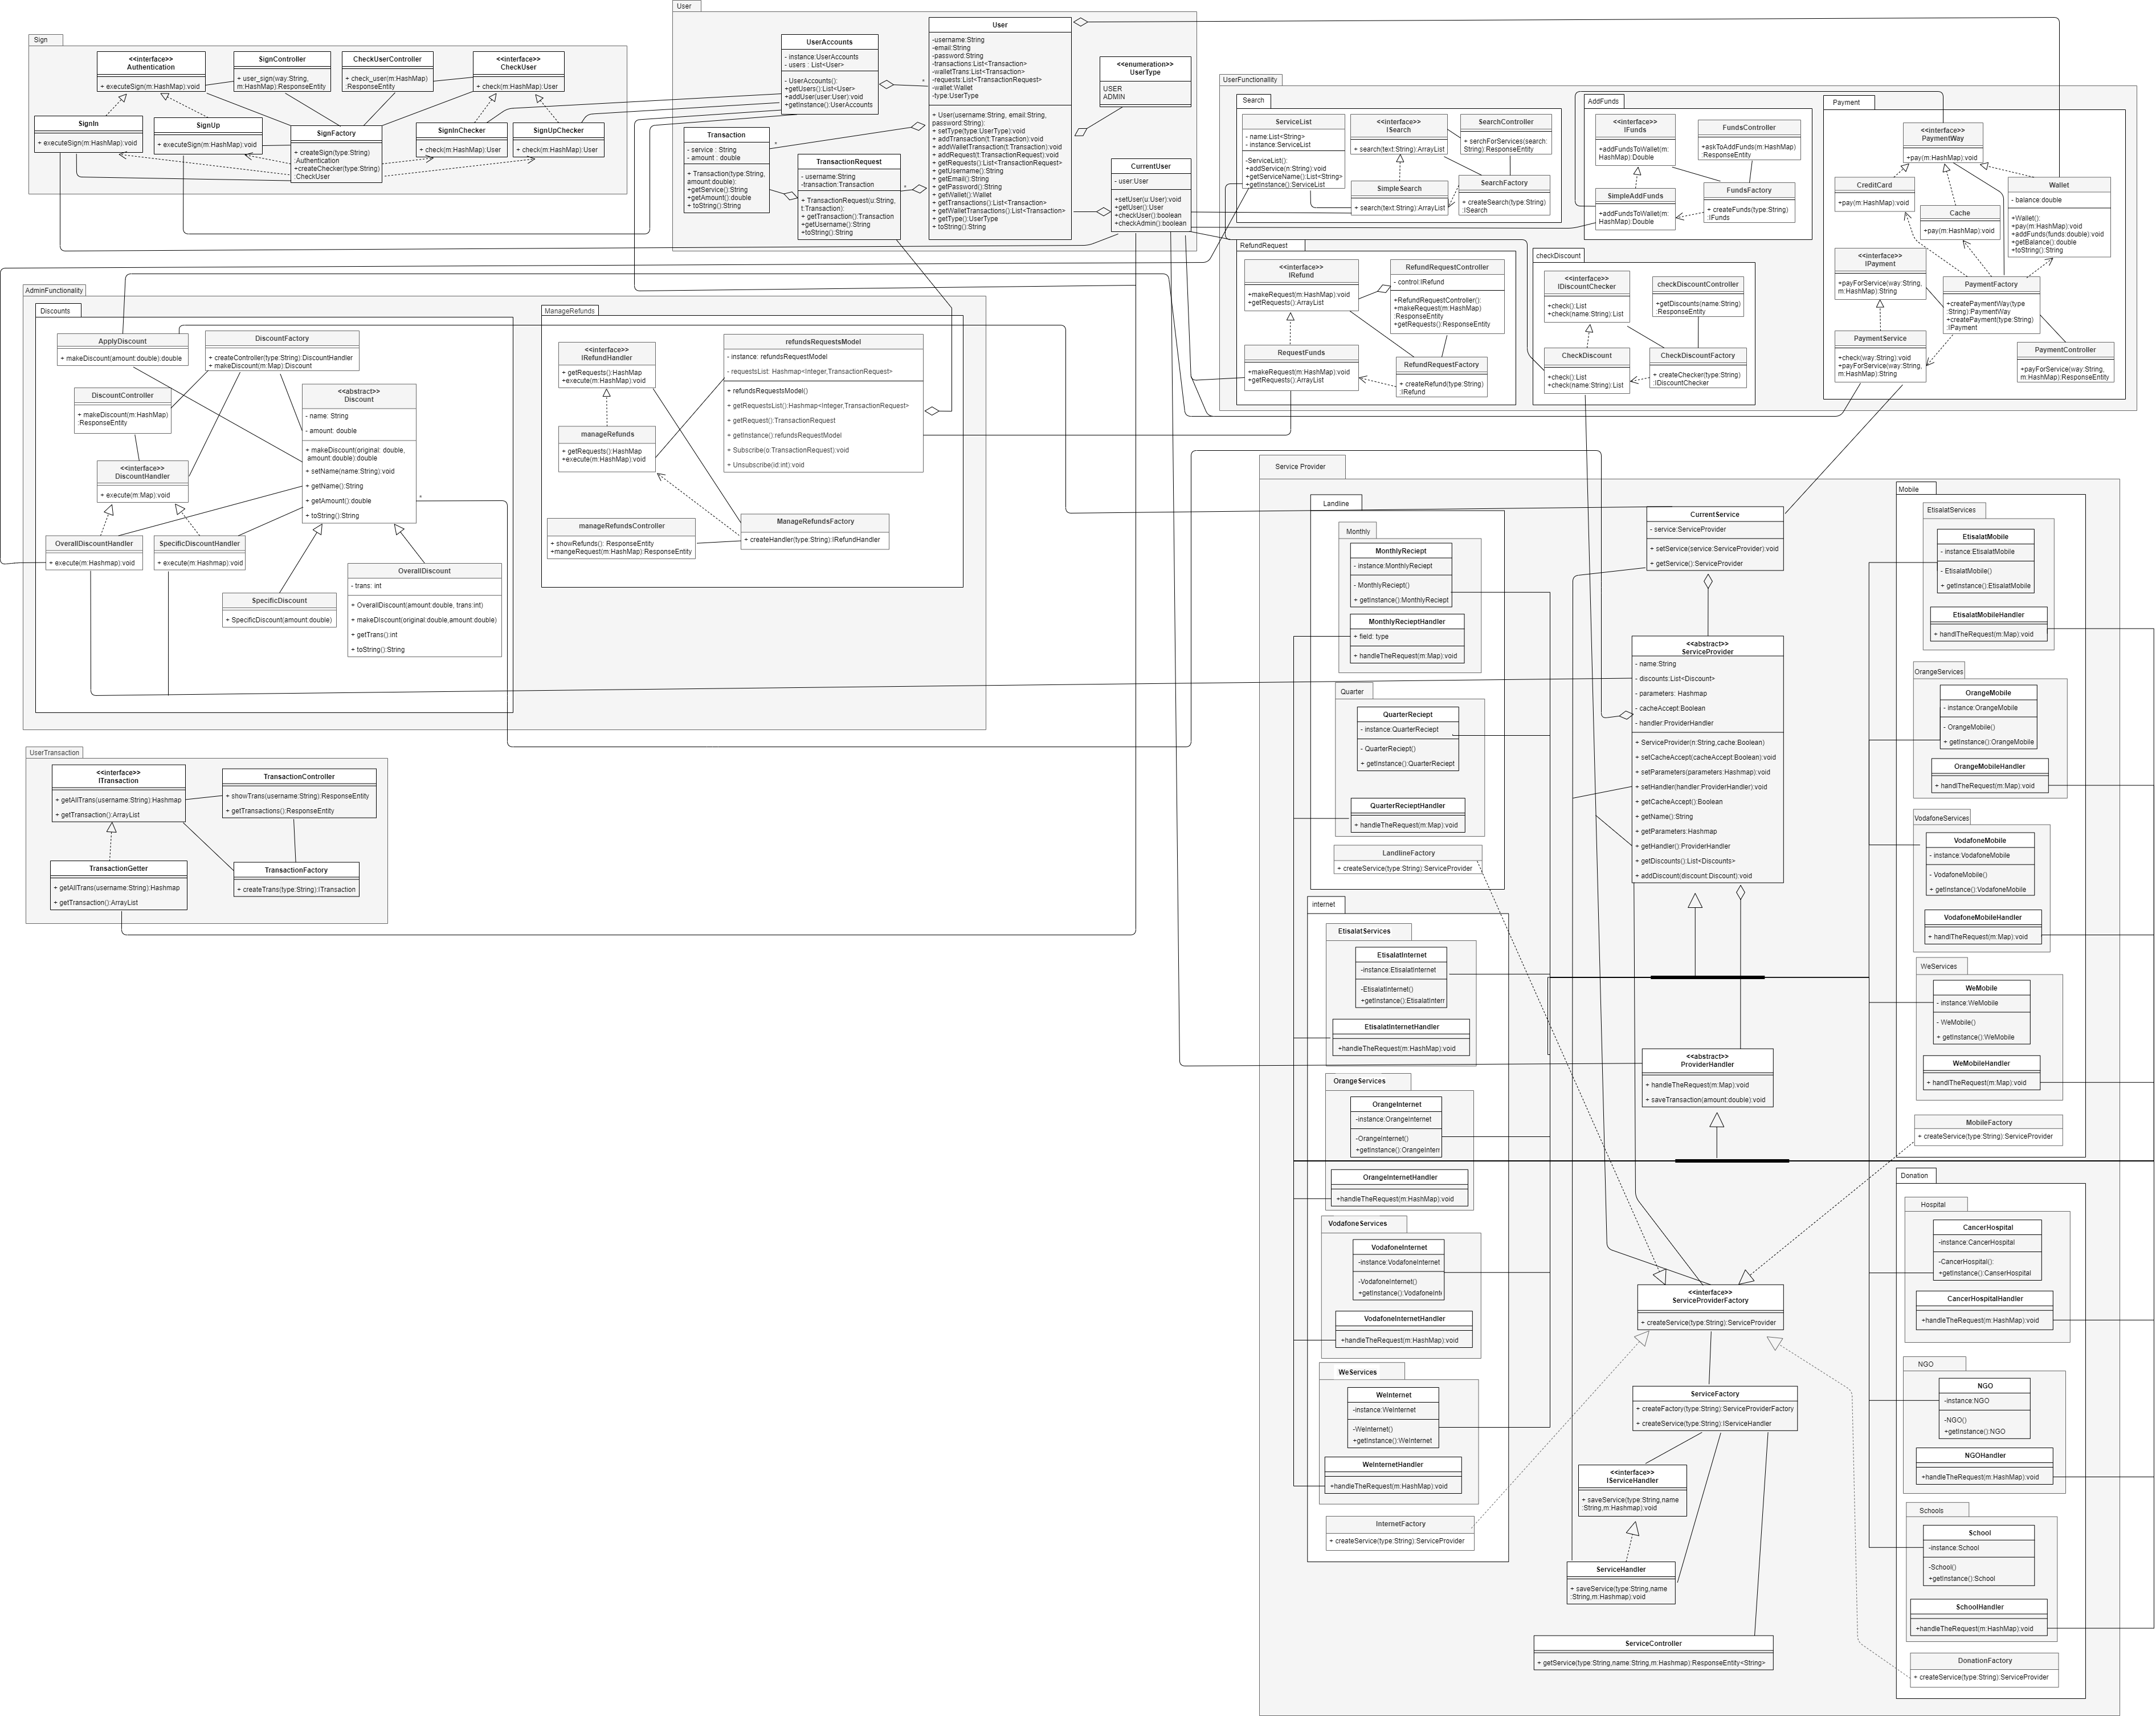 Sign
<<interface>>
Authentication
+ executeSign(m:HashMap):void
SignController
+ user_sign(way:String,
m:HashMap):ResponseEntity
CheckUserController
+ check_user(m:HashMap)
:ResponseEntity
<<interface>>
CheckUser
+ check(m:HashMap):User
SignIn
+ executeSign(m:HashMap):void
SignUp
+ executeSign(m:HashMap):void
SignFactory
+ createSign(type:String)
:Authentication
+createChecker(type:String)
:CheckUser
SignInChecker
+ check(m:HashMap):User
SignUpChecker
+ check(m:HashMap):User
User
UserAccounts
- instance:UserAccounts
- users : List<User>
- UserAccounts():
+getUsers():List<User>
+addUser(user:User):void
+getInstance():UserAccounts
*
User
-username:String
-email:String
-password:String
-transactions:List<Transaction>
-walletTrans:List<Transaction>
-requests:List<TransactionRequest>
-wallet:Wallet
-type:UserType
+ User(username:String, email:String,
password:String):
+ setType(type:UserType):void
+ addTransaction(t:Transaction):void
+ addWalletTransaction(t:Transaction):void
+ addRequest(t:TransactionRequest):void
+ getRequests():List<TransactionRequest>
+ getUsername():String
+ getEmail():String
+ getPassword():String
+ getWallet():Wallet
+ getTransactions():List<Transaction>
+ getWalletTransactions():List<Transaction>
+ getType():UserType
+ toString():String
<<enumeration>>
UserType
USER
ADMIN
Transaction
- service : String
- amount : double
+ Transaction(type:String,
amount:double):
+getService():String
+getAmount():double
+ toString():String
*
TransactionRequest
- username:String
-transaction:Transaction
+ TransactionRequest(u:String,
t:Transaction):
+ getTransaction():Transaction
+getUsername():String
+toString():String
*
CurrentUser
- user:User
+setUser(u:User):void
+getUser():User
+checkUser():boolean
+checkAdmin():boolean
UserFunctionallity
Search
ServiceList
- name:List<String>
- instance:ServiceList
-ServiceList():
+addService(n:String):void
+getServiceName():List<String>
+getInstance():ServiceList
<<interface>>
ISearch
+ search(text:String):ArrayList
SearchController
+ serchForServices(search:
String):ResponseEntity
SimpleSearch
+ search(text:String):ArrayList
SearchFactory
+ createSearch(type:String)
:ISearch
AddFunds
<<interface>>
IFunds
+addFundsToWallet(m:
HashMap):Double
FundsController
+askToAddFunds(m:HashMap)
:ResponseEntity
SimpleAddFunds
+addFundsToWallet(m:
HashMap):Double
FundsFactory
+ createFunds(type:String)
:IFunds
Payment
<<interface>>
PaymentWay
+pay(m:HashMap):void
CreditCard
+pay(m:HashMap):void
Cache
+pay(m:HashMap):void
Wallet
- balance:double
+Wallet():
+pay(m:HashMap):void
+addFunds(funds:double):void
+getBalance():double
+toString():String
<<interface>>
IPayment
+payForService(way:String,
m:HashMap):String
PaymentFactory
+createPaymentWay(type
:String):PaymentWay
+createPayment(type:String)
:IPayment
PaymentService
+check(way:String):void
+payForService(way:String,
m:HashMap):String
PaymentController
+payForService(way:String,
m:HashMap):ResponseEntity
RefundRequest
<<interface>>
IRefund
+makeRequest(m:HashMap):void
+getRequests():ArrayList
RefundRequestController
- control:IRefund
+RefundRequestController():
+makeRequest(m:HashMap)
:ResponseEntity
+getRequests():ResponseEntity
RequestFunds
+makeRequest(m:HashMap):void
+getRequests():ArrayList
RefundRequestFactory
+ createRefund(type:String)
:IRefund
checkDiscount
<<interface>>
IDiscountChecker
+check():List
+check(name:String):List
checkDiscountController
+getDiscounts(name:String)
:ResponseEntity
CheckDiscount
+check():List
+check(name:String):List
CheckDiscountFactory
+ createChecker(type:String)
:IDiscountChecker
AdminFunctionality
Discounts
ApplyDiscount
+ makeDiscount(amount:double):double
DiscountFactory
+ createController(type:String):DiscountHandler
+ makeDiscount(m:Map):Discount
DiscountController
+ makeDiscount(m:HashMap)
:ResponseEntity
<<abstract>>
Discount
- name: String
- amount: double
+ makeDiscount(original: double,
amount:double):double
+ setName(name:String):void
+ getName():String
+ getAmount():double
+ toString():String
*
<<interface>>
DiscountHandler
+ execute(m:Map):void
OverallDiscountHandler
+ execute(m:Hashmap):void
SpecificDiscountHandler
+ execute(m:Hashmap):void
SpecificDiscount
+ SpecificDiscount(amount:double)
OverallDiscount
- trans: int
+ OverallDiscount(amount:double, trans:int)
+ makeDIscount(original:double,amount:double)
+ getTrans():int
+ toString():String
ManageRefunds
<<interface>>
IRefundHandler
+ getRequests():HashMap
+execute(m:HashMap):void
refundsRequestsModel
- instance: refundsRequestModel
- requestsList: Hashmap<Integer,TransactionRequest>
+ refundsRequestsModel()
+ getRequestsList():Hashmap<Integer,TransactionRequest>
+ getRequest():TransactionRequest
+ getInstance():refundsRequestModel
+ Subscribe(o:TransactionRequest):void
+ Unsubscribe(id:int):void
manageRefunds
+ getRequests():HashMap
+execute(m:HashMap):void
manageRefundsController
+ showRefunds(): ResponseEntity
+mangeRequest(m:HashMap):ResponseEntity
ManageRefundsFactory
+ createHandler(type:String):IRefundHandler
UserTransaction
<<interface>>
ITransaction
+ getAllTrans(username:String):Hashmap
+ getTransaction():ArrayList
TransactionController
+ showTrans(username:String):ResponseEntity
+ getTransactions():ResponseEntity
TransactionGetter
+ getAllTrans(username:String):Hashmap
+ getTransaction():ArrayList
TransactionFactory
+ createTrans(type:String):ITransaction
Service Provider
Landline
Monthly
MonthlyReciept
- instance:MonthlyReciept
- MonthlyReciept()
+ getInstance():MonthlyReciept
MonthlyRecieptHandler
+ field: type
+ handleTheRequest(m:Map):void
Quarter
QuarterReciept
- instance:QuarterReciept
- QuarterReciept()
+ getInstance():QuarterReciept
QuarterRecieptHandler
+ handleTheRequest(m:Map):void
LandlineFactory
+ createService(type:String):ServiceProvider
internet
EtisalatServices
EtisalatInternet
-instance:EtisalatInternet
-EtisalatInternet()
+getInstance():EtisalatInterr
EtisalatInternetHandler
+handleTheRequest(m:HashMap):void
OrangeServices
OrangeInternet
-instance:OrangeInternet
-OrangeInternet()
+getInstance():OrangeInterr
OrangeInternetHandler
+handleTheRequest(m:HashMap):void
VodafoneServices
VodafoneInternet
-instance:VodafoneInternet
-VodafoneInternet()
+getInstance():VodafoneInte
VodafoneInternetHandler
+handleTheRequest(m:HashMap):void
WeServices
WeInternet
-instance:WeInternet
-WeInternet()
+getInstance():WeInternet
WeInternetHandler
+handleTheRequest(m:HashMap):void
InternetFactory
+ createService(type:String):ServiceProvider
CurrentService
- service:ServiceProvider
+ setService(service:ServiceProvider):void
+ getService():ServiceProvider
<<abstract>>
ServiceProvider
- name:String
- discounts:List<Discount>
- parameters: Hashmap
- cacheAccept:Boolean
- handler:ProviderHandler
+ ServiceProvider(n:String,cache:Boolean)
+ setCacheAccept(cacheAccept:Boolean):void
+ setParameters(parameters:Hashmap):void
+ setHandler(handler:ProviderHandler):void
+ getCacheAccept():Boolean
+ getName():String
+ getParameters:Hashmap
+ getHandler():ProviderHandler
+ getDiscounts():List<Discounts>
+ addDiscount(discount:Discount):void
<<abstract>>
ProviderHandler
+ handleTheRequest(m:Map):void
+ saveTransaction(amount:double):void
<<interface>>
ServiceProviderFactory
+ createService(type:String):ServiceProvider
ServiceFactory
+ createFactory(type:String):ServiceProviderFactory
+ createService(type:String):IServiceHandler
<<interface>>
IServiceHandler
+ saveService(type:String,name
:String,m:Hashmap):void
ServiceHandler
+ saveService(type:String,name
:String,m:Hashmap):void
ServiceController
+ getService(type:String,name:String,m:Hashmap):ResponseEntity<String>
Mobile
EtisalatServices
EtisalatMobile
- instance:EtisalatMobile
- EtisalatMobile()
+ getInstance():EtisalatMobile
EtisalatMobileHandler
+ handlTheRequest(m:Map):void
OrangeServices
OrangeMobile
- instance:OrangeMobile
- OrangeMobile()
+ getInstance():OrangeMobile
OrangeMobileHandler
+ handlTheRequest(m:Map):void
VodafoneServices
VodafoneMobile
- instance:VodafoneMobile
- VodafoneMobile()
+ getInstance():VodafoneMobile
VodafoneMobileHandler
+ handlTheRequest(m:Map):void
WeServices
WeMobile
- instance:WeMobile
- WeMobile()
+ getInstance():WeMobile
WeMobileHandler
+ handlTheRequest(m:Map):void
MobileFactory
+ createService(type:String):ServiceProvider
Donation
Hospital
CancerHospital
-instance:CancerHospital
-CancerHospital():
+getInstance():CanserHospital
CancerHospitalHandler
+handleTheRequest(m:HashMap):void
NGO
NGO
-instance:NGO
-NGO()
+getInstance():NGO
NGOHandler
+handleTheRequest(m:HashMap):void
Schools
School
-instance:School
-School()
+getInstance():School
SchoolHandler
+handleTheRequest(m:HashMap):void
DonationFactory
+ createService(type:String):ServiceProvider